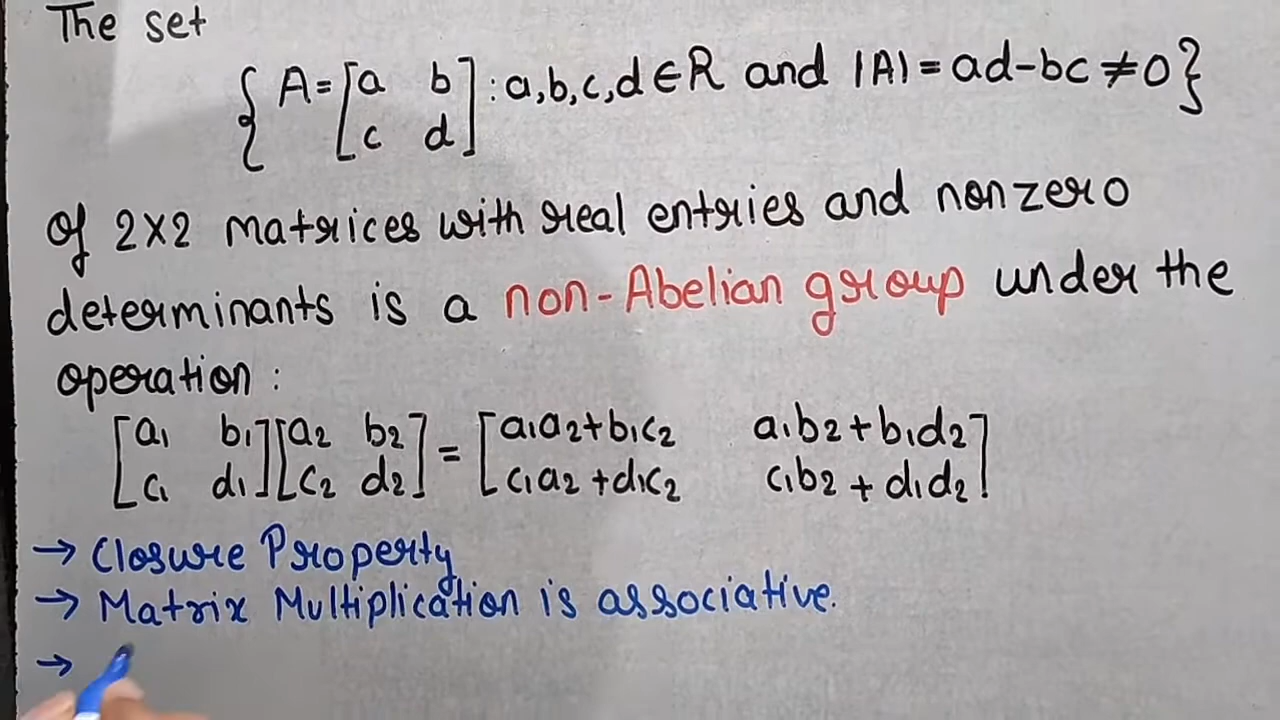 The set
{ A = [a b : a,b,c,d ∈ R and |A| = ad-bc ≠ 0}
c d]
of 2x2 matrices with real entries and nonzero
determinants is a non-Abelian group under the
operation :
[a₁ b₁][a₂ b₂] = [a₁a₂+b₁c₂ a₁b₂+b₁d₂]
[c₁ d₁][c₂ d₂] [c₁a₂+d₁c₂ c₁b₂+d₁d₂]
→ Closure Property
→ Matrix Multiplication is associative.
→